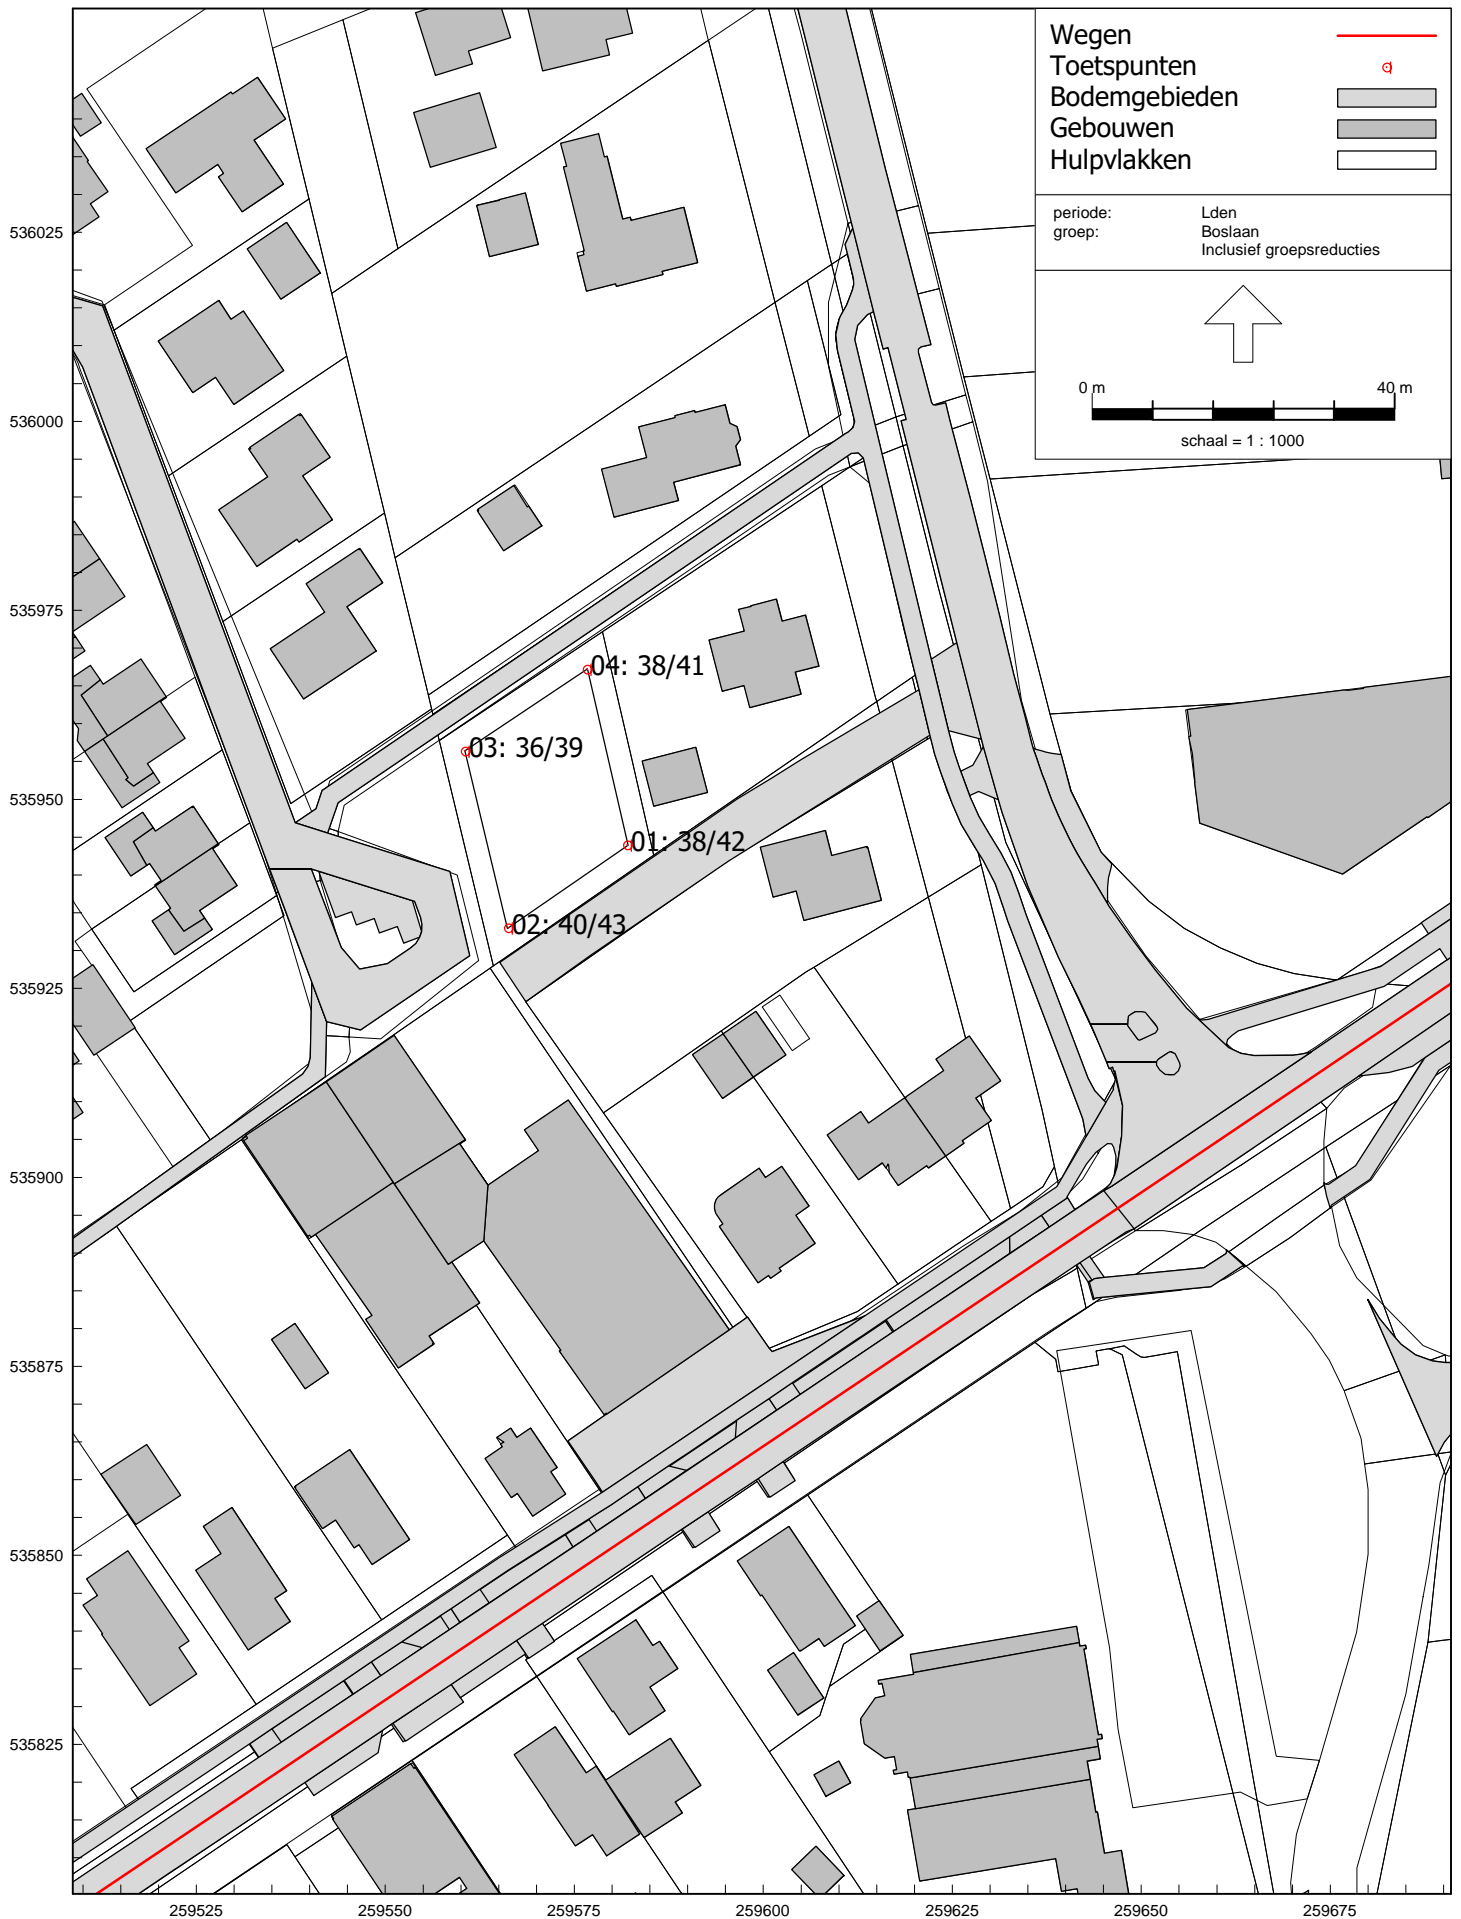 Wegen
Toetspunten
Bodemgebieden
Gebouwen
Hulpvlakken
periode: Lden
groep: Boslaan
Inclusief groepsreducties
0 m 40 m
schaal = 1 : 1000
536025
536000
535975
535950
535925
535900
535875
535850
535825
04: 38/41
03: 36/39
01: 38/42
02: 40/43
259525 259550 259575 259600 259625 259650 259675